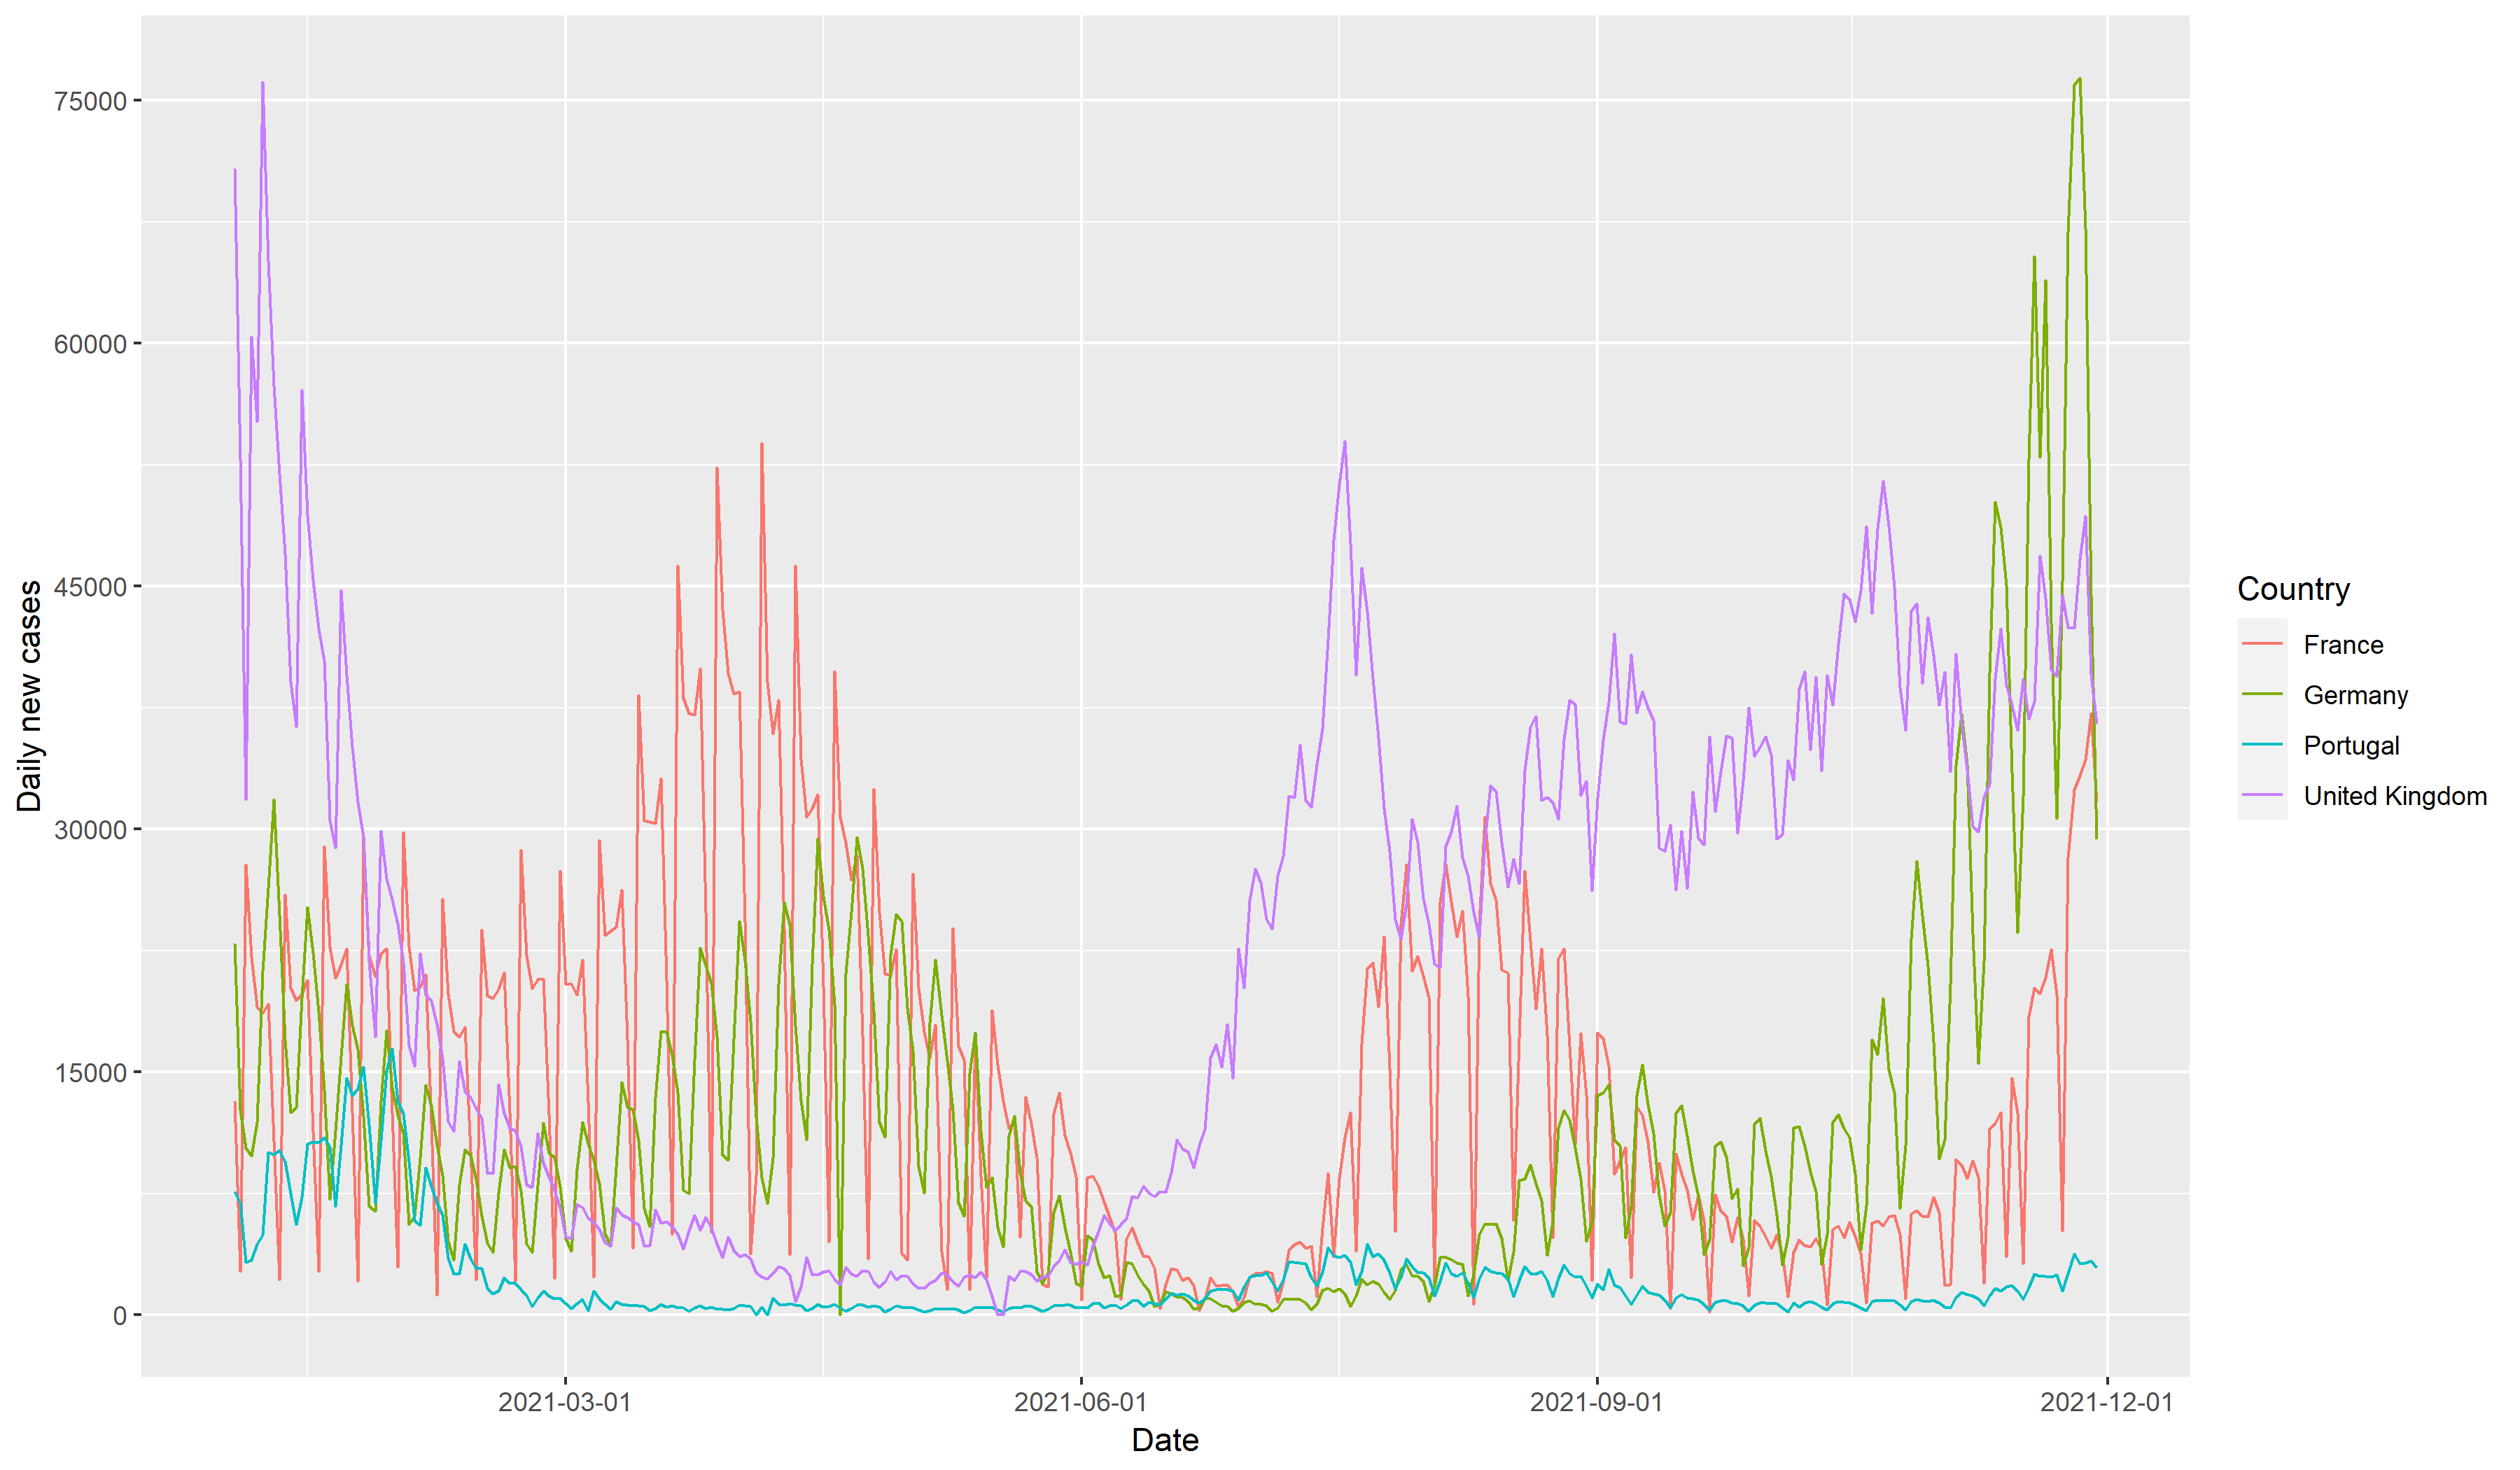 75000
60000
45000
30000
15000
0
Daily new cases
2021-03-01
2021-06-01
2021-09-01
2021-12-01
Date
Country
France
Germany
Portugal
United Kingdom